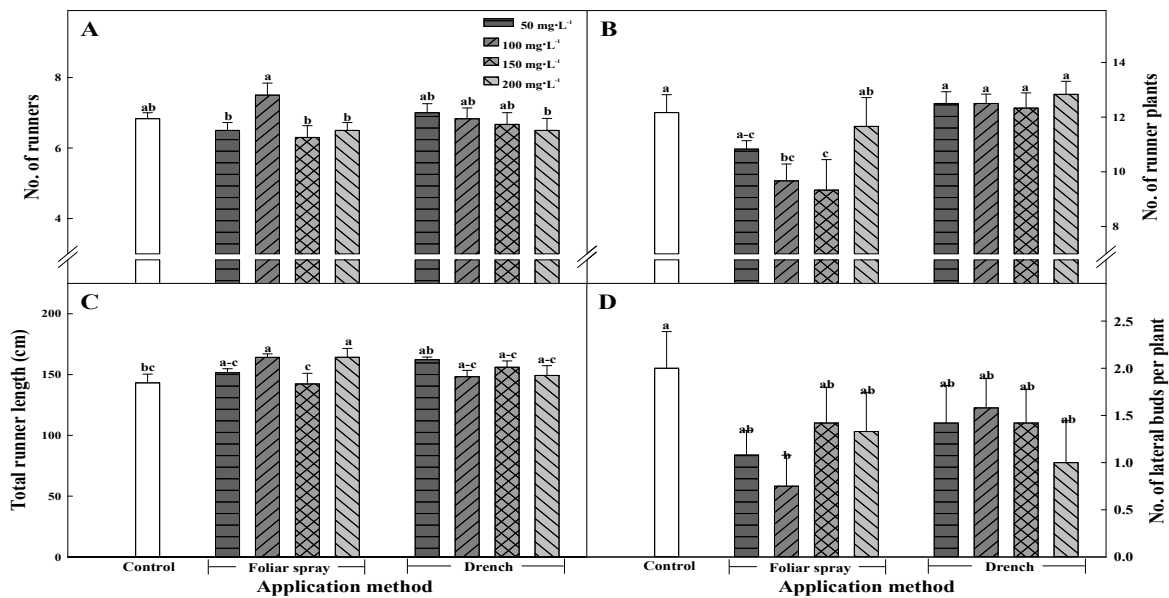 A
50 mg·L⁻¹
100 mg·L⁻¹
150 mg·L⁻¹
200 mg·L⁻¹
No. of runners
8
6
4
ab
b
a
b
b
ab
ab
ab
b
B
No. of runner plants
14
12
10
8
a
a-c
bc
c
ab
a
a
a
a
C
Total runner length (cm)
200
150
100
50
0
bc
a-c
a
c
a
ab
a-c
a-c
a-c
Control
Foliar spray
Drench
Application method
D
No. of lateral buds per plant
2.5
2.0
1.5
1.0
0.5
0.0
a
ab
b
ab
ab
ab
ab
ab
ab
Control
Foliar spray
Drench
Application method